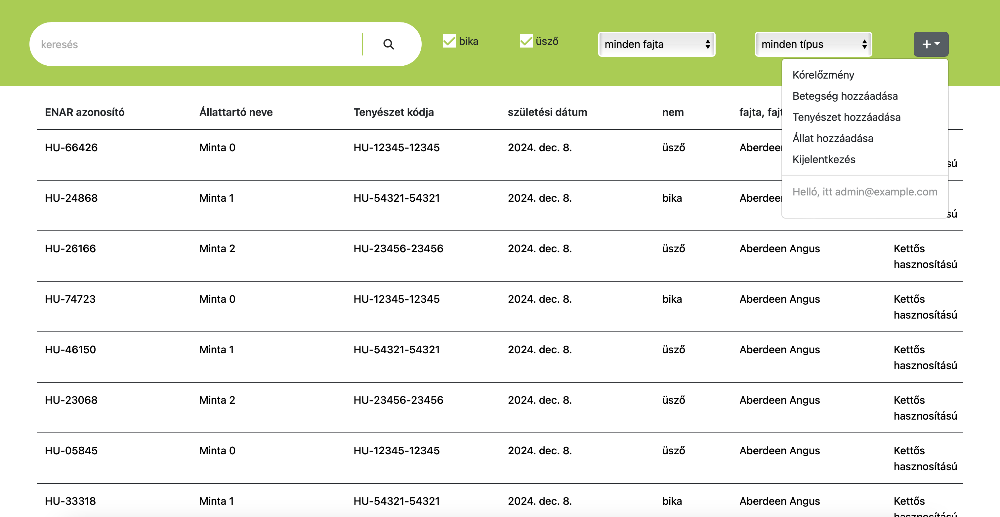 keresés
bika
üsző
minden fajta
minden típus
Kórelőzmény
Betegség hozzáadása
Tenyészet hozzáadása
Állat hozzáadása
Kijelentkezés
Helló, itt admin@example.com
ENAR azonosító Állattartó neve Tenyészet kódja születési dátum nem fajta,
HU-66426 Minta 0 HU-12345-12345 2024. dec. 8. üsző
HU-24868 Minta 1 HU-54321-54321 2024. dec. 8. bika
HU-26166 Minta 2 HU-23456-23456 2024. dec. 8. üsző Aberdeen Angus Kettős
hasznosítású
HU-74723 Minta 0 HU-12345-12345 2024. dec. 8. bika Aberdeen Angus Kettős
hasznosítású
HU-46150 Minta 1 HU-54321-54321 2024. dec. 8. üsző Aberdeen Angus Kettős
hasznosítású
HU-23068 Minta 2 HU-23456-23456 2024. dec. 8. üsző Aberdeen Angus Kettős
hasznosítású
HU-05845 Minta 0 HU-12345-12345 2024. dec. 8. üsző Aberdeen Angus Kettős
hasznosítású
HU-33318 Minta 1 HU-54321-54321 2024. dec. 8. bika Aberdeen Angus Kettős